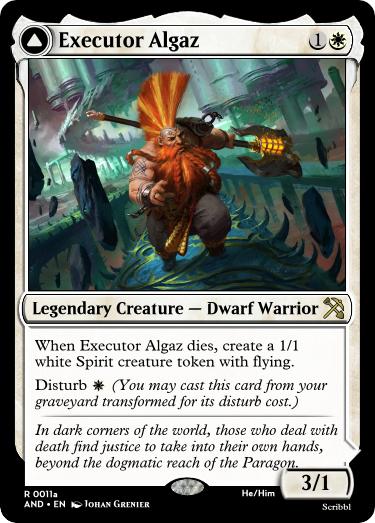 Executor Algaz 1
Legendary Creature — Dwarf Warrior
When Executor Algaz dies, create a 1/1
white Spirit creature token with flying.
Disturb (You may cast this card from your
graveyard transformed for its disturb cost.)
In dark corners of the world, those who deal with
death find justice to take into their own hands,
beyond the dogmatic reach of the Paragon.
3/1
R 0011a He/Him
AND • EN Johan Grenier Scribbl